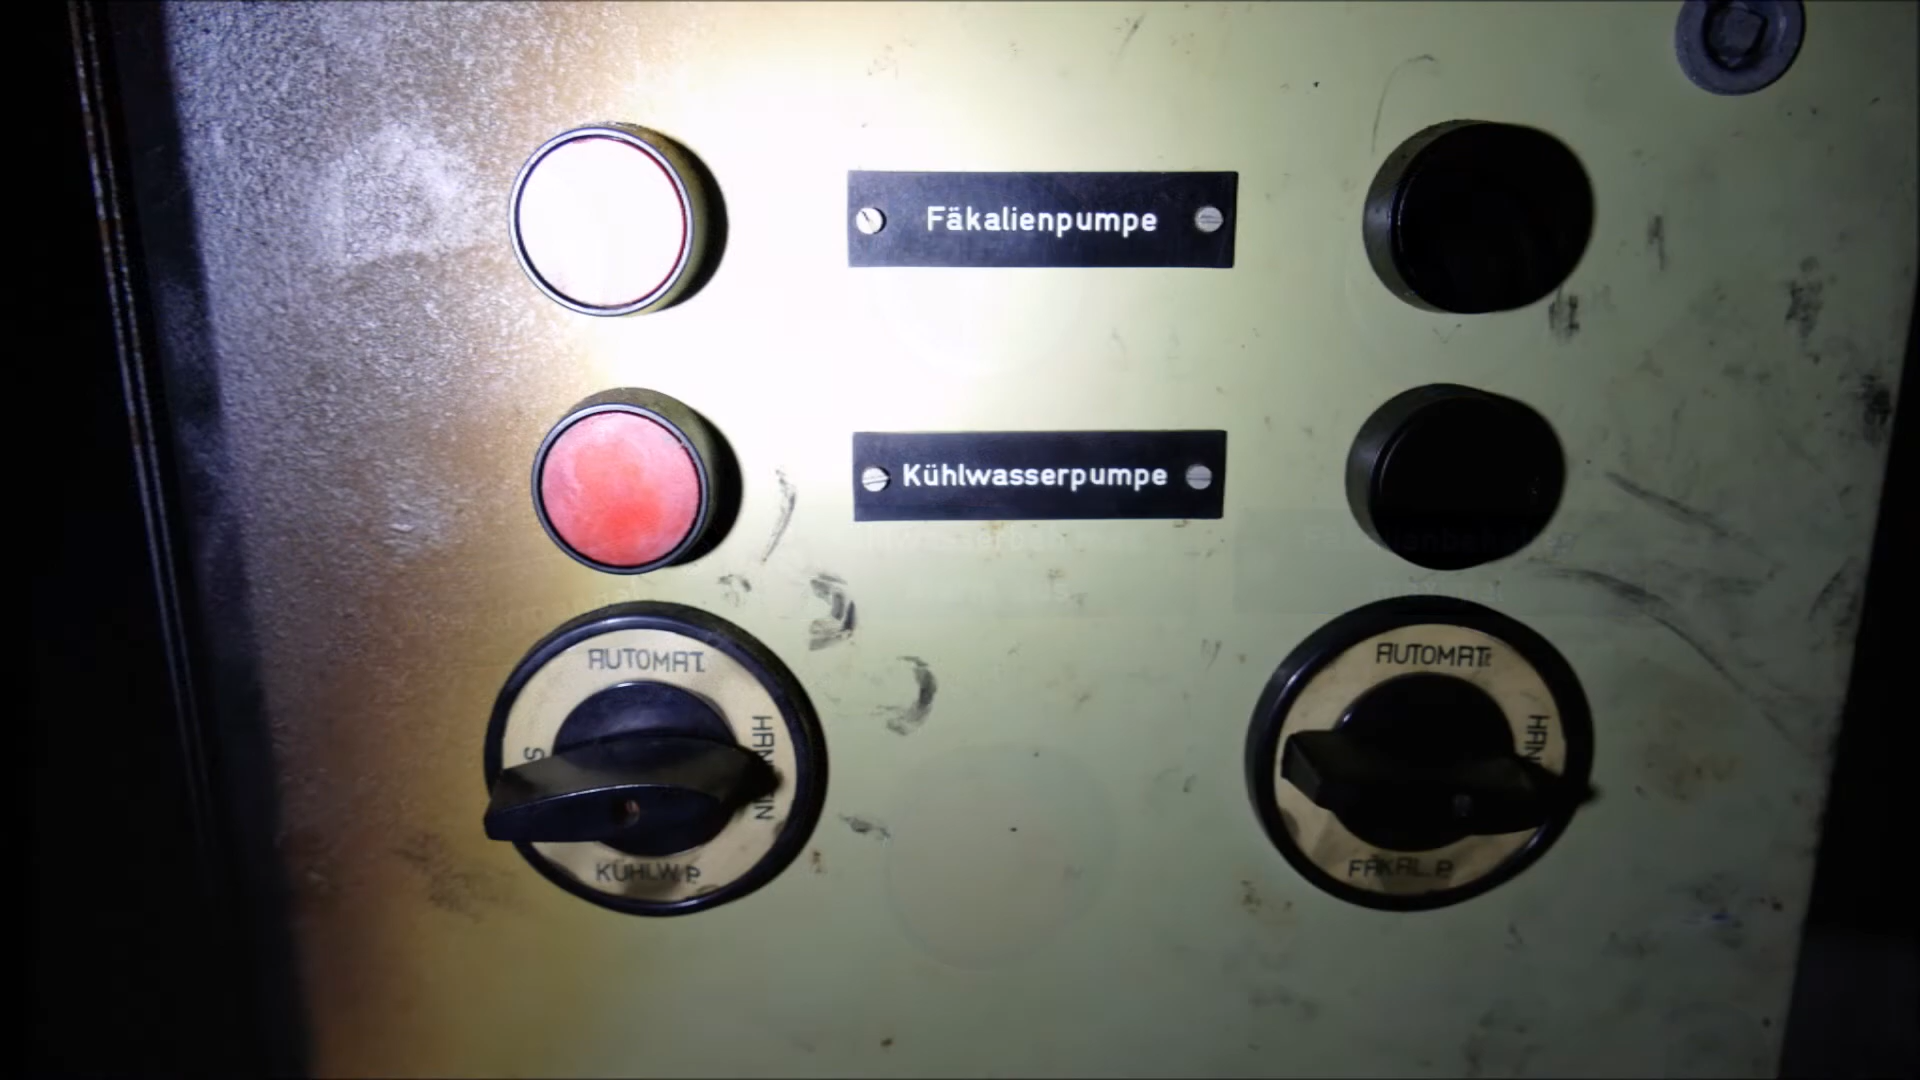 Fäkalienpumpe
Kühlwasserpumpe
AUTOMAT.
KÜHLW.P.
AUTOMAT.
FÄKAL.P.